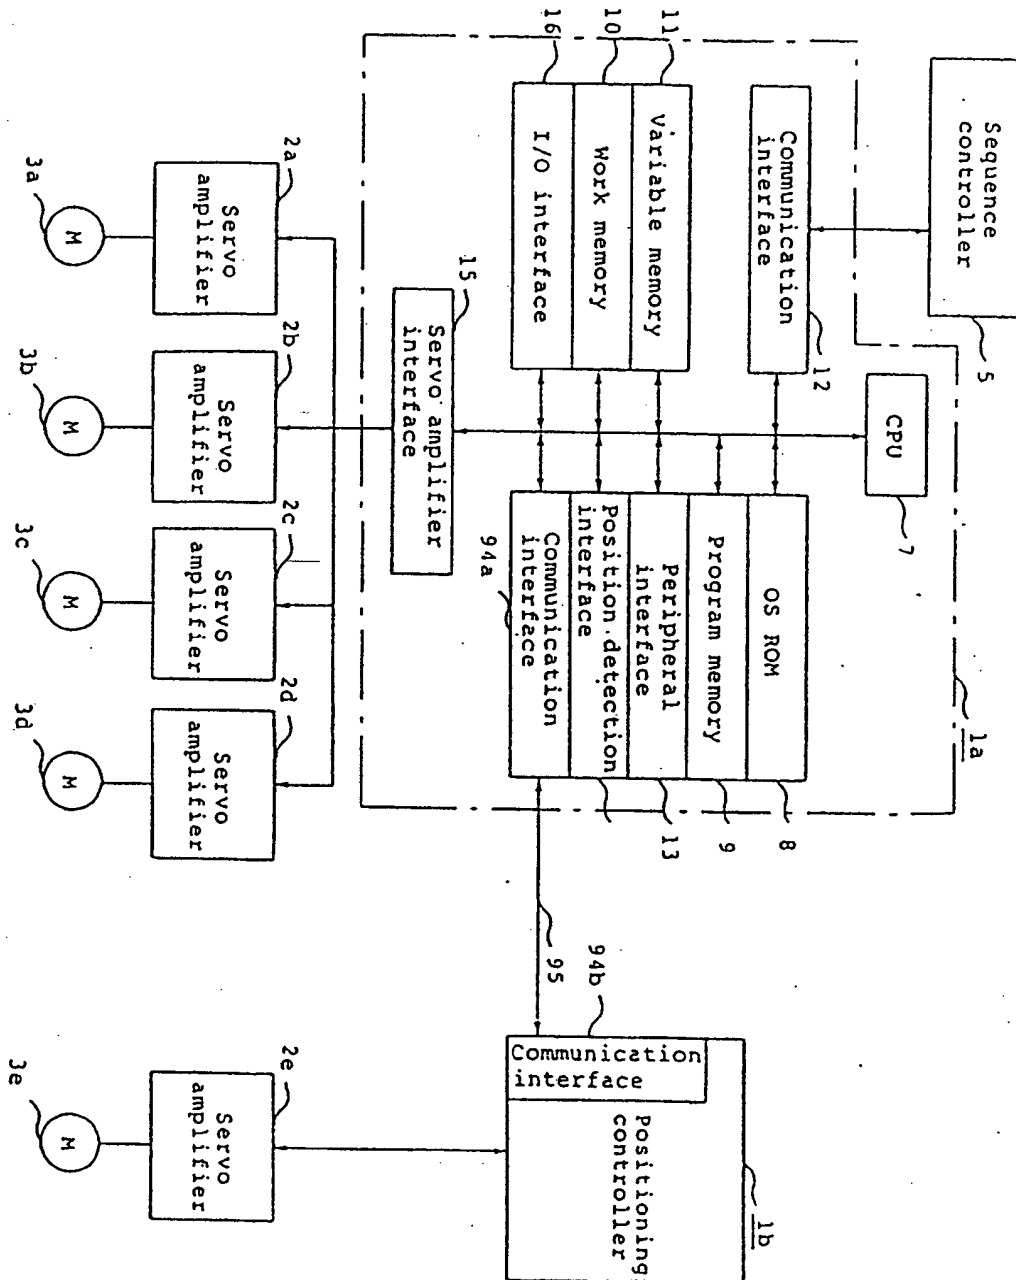 Sequence
controller
5
Communication
interface
12
CPU
7
1a
11
Variable memory
10
Work memory
16
I/O interface
OS ROM
8
Program memory
9
Peripheral
interface
13
Position detection
interface
Communication
interface
94a
15
Servo amplifier
interface
95
94b
Communication
interface
Positioning
controller
1b
2a
Servo
amplifier
2b
Servo
amplifier
2c
Servo
amplifier
2d
Servo
amplifier
2e
Servo
amplifier
3a
M
3b
M
3c
M
3d
M
3e
M